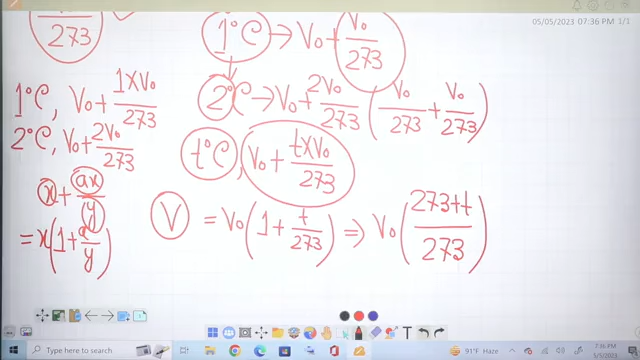 05/05/2023 07:36 PM 1/1
273
1°C → V₀ + V₀/273
1°C, V₀ + 1×V₀/273
2°C → V₀ + 2V₀/273 (V₀/273 + V₀/273)
2°C, V₀ + 2V₀/273
t°C, V₀ + t×V₀/273
x + ax/y
V = V₀(1 + t/273) ⇒ V₀(273+t/273)
= x(1 + a/y)
Type here to search
91°F Haze
7:36 PM
5/5/2023